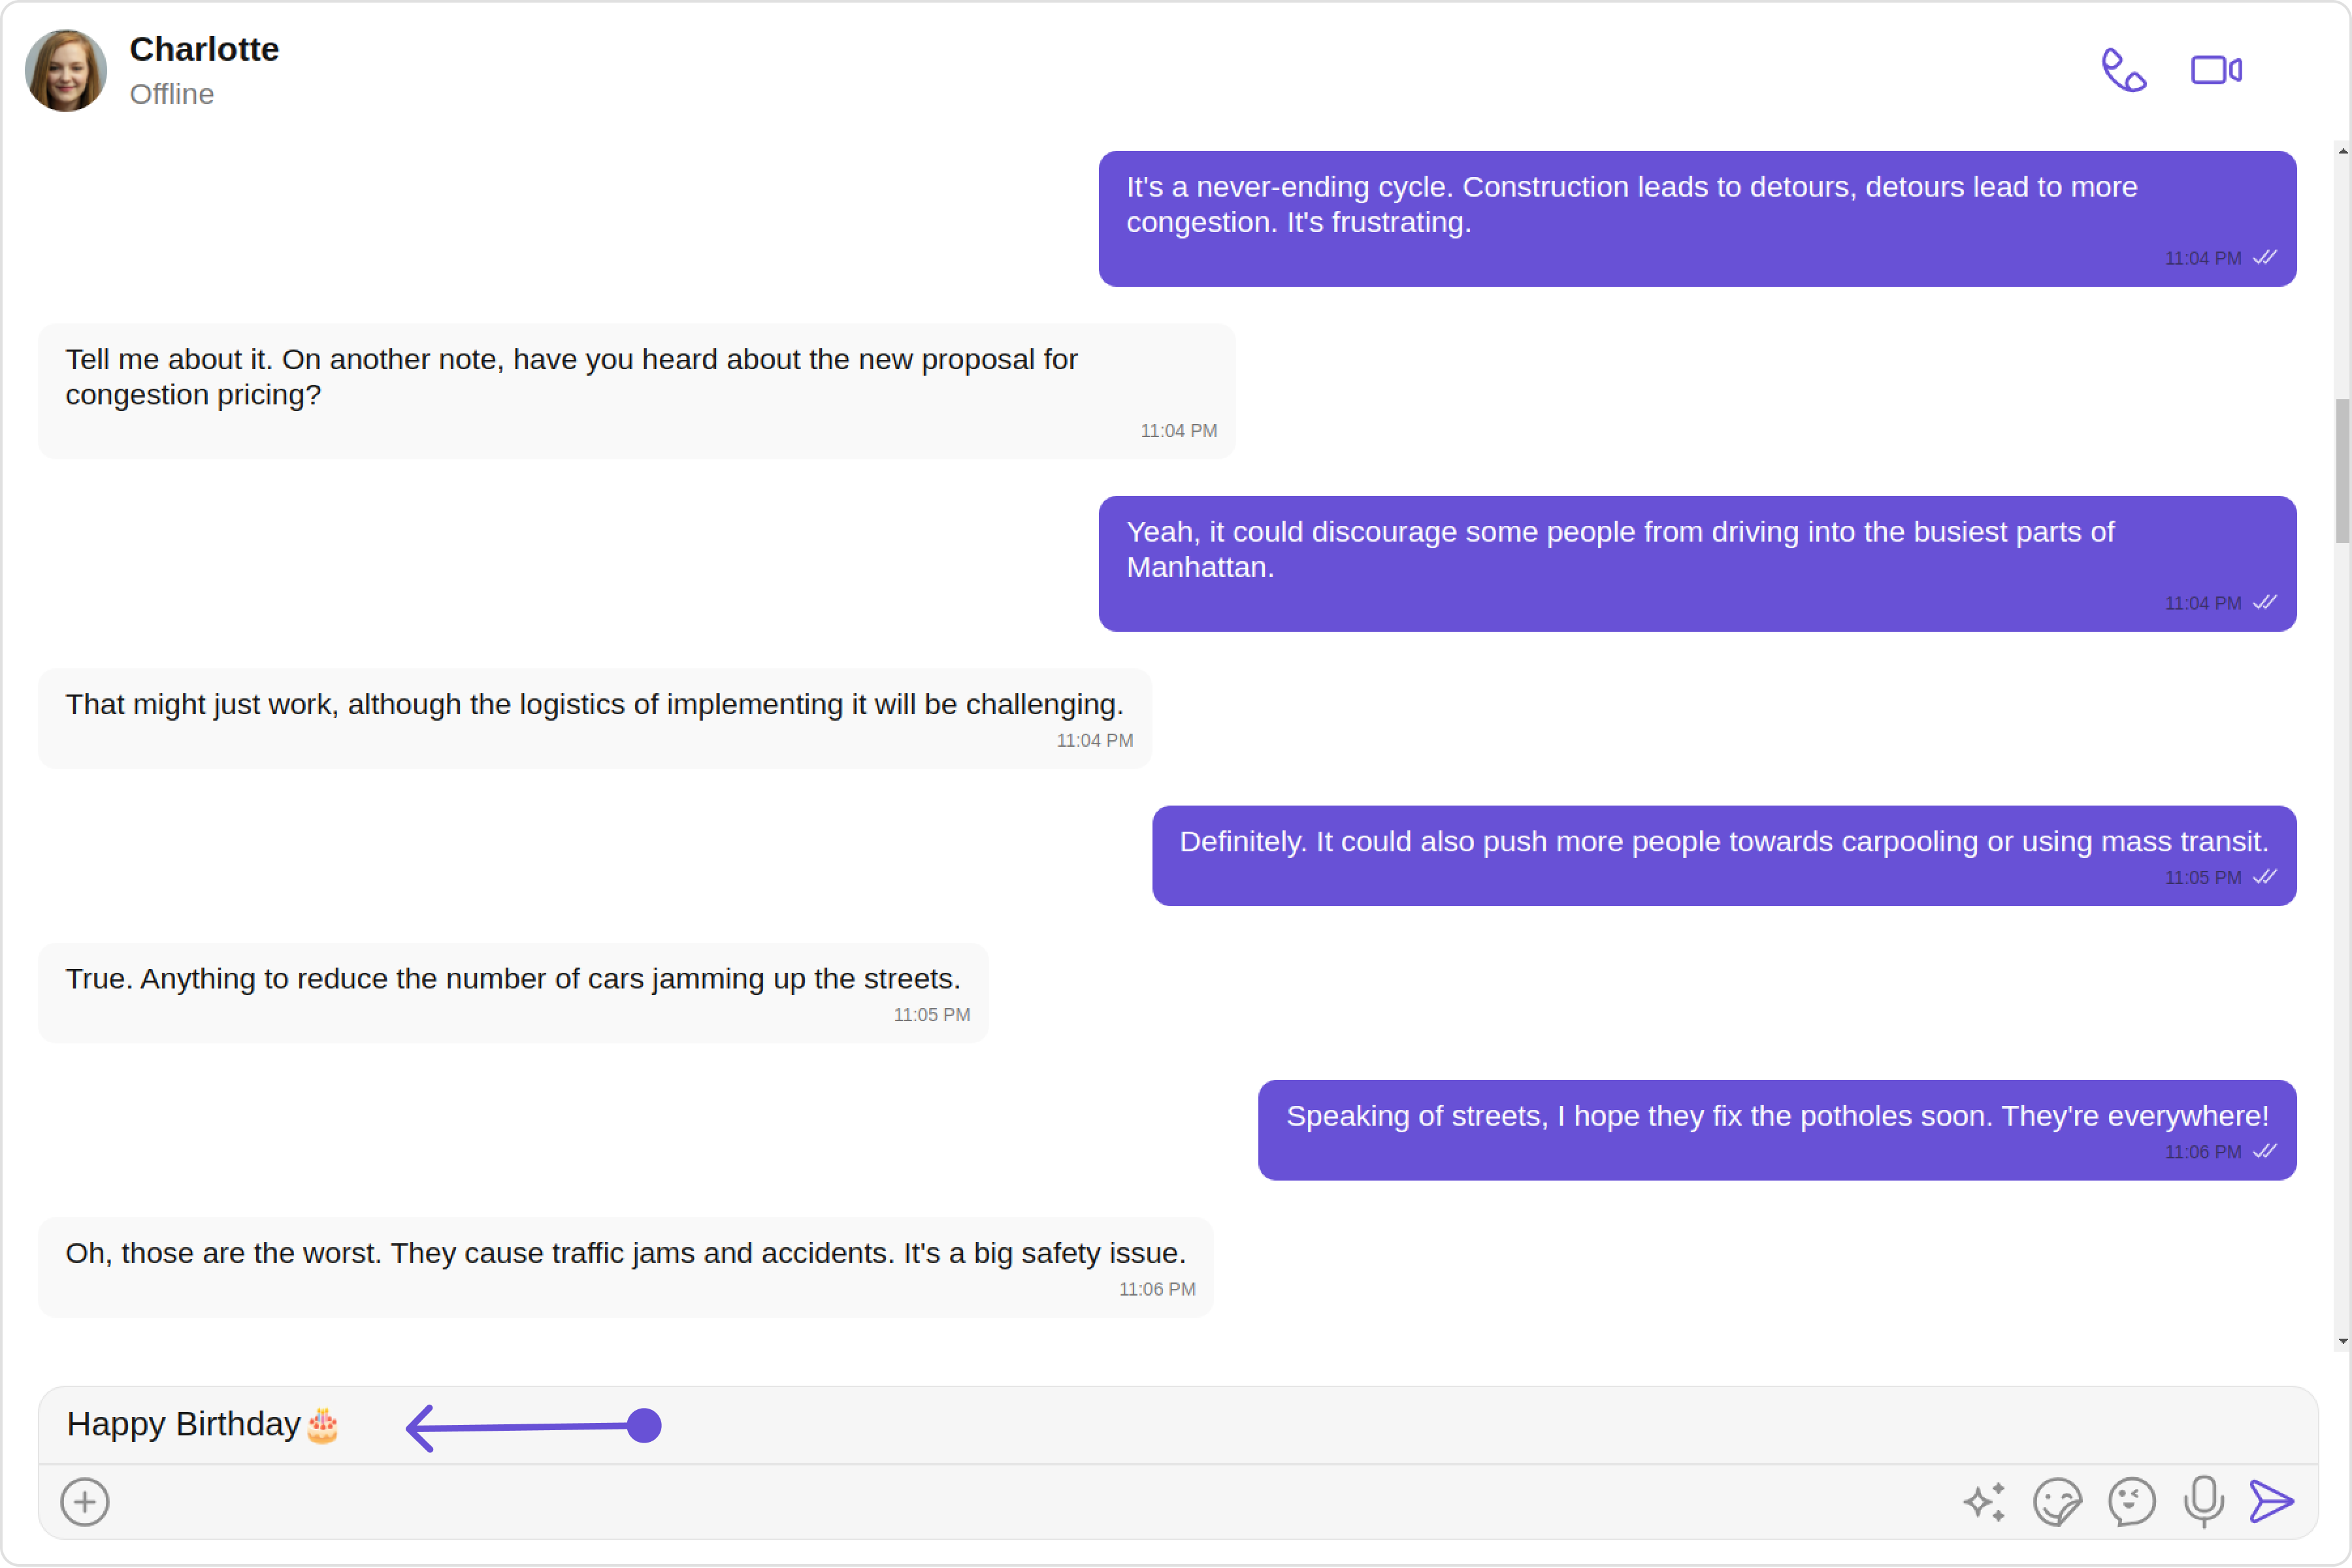 Charlotte
Offline
It's a never-ending cycle. Construction leads to detours, detours lead to more
congestion. It's frustrating.
11:04 PM
Tell me about it. On another note, have you heard about the new proposal for
congestion pricing?
11:04 PM
Yeah, it could discourage some people from driving into the busiest parts of
Manhattan.
11:04 PM
That might just work, although the logistics of implementing it will be challenging.
11:04 PM
Definitely. It could also push more people towards carpooling or using mass transit.
11:05 PM
True. Anything to reduce the number of cars jamming up the streets.
11:05 PM
Speaking of streets, I hope they fix the potholes soon. They're everywhere!
11:06 PM
Oh, those are the worst. They cause traffic jams and accidents. It's a big safety issue.
11:06 PM
Happy Birthday🎂